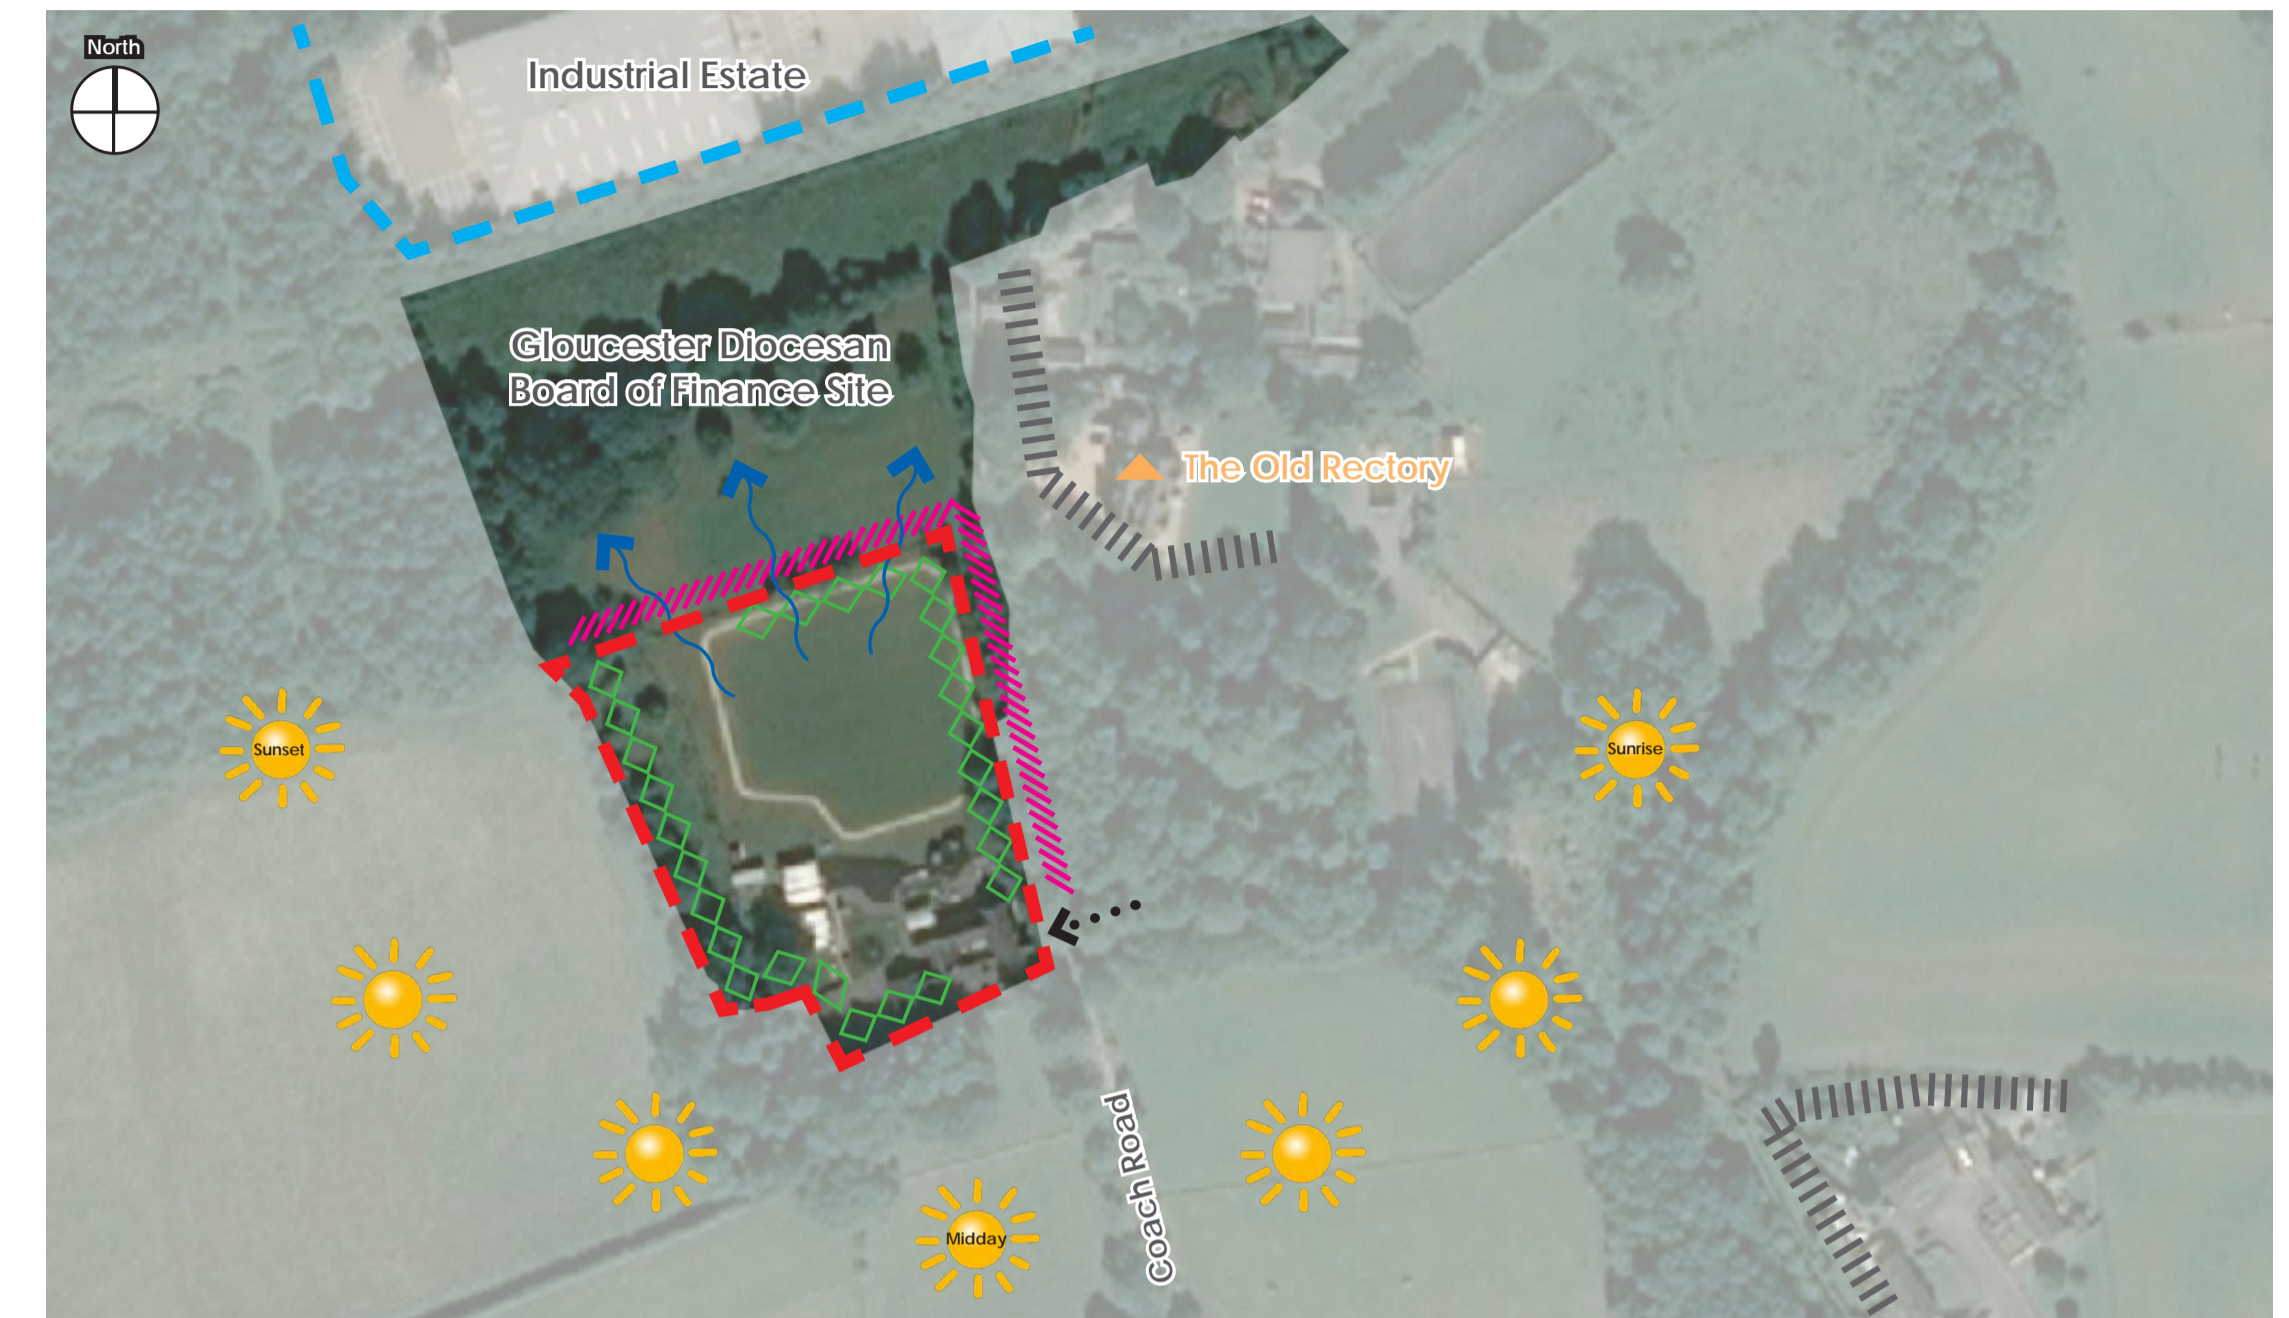 North
Industrial Estate
Gloucester Diocesan
Board of Finance Site
The Old Rectory
Sunset
Sunrise
Midday
Coach Road